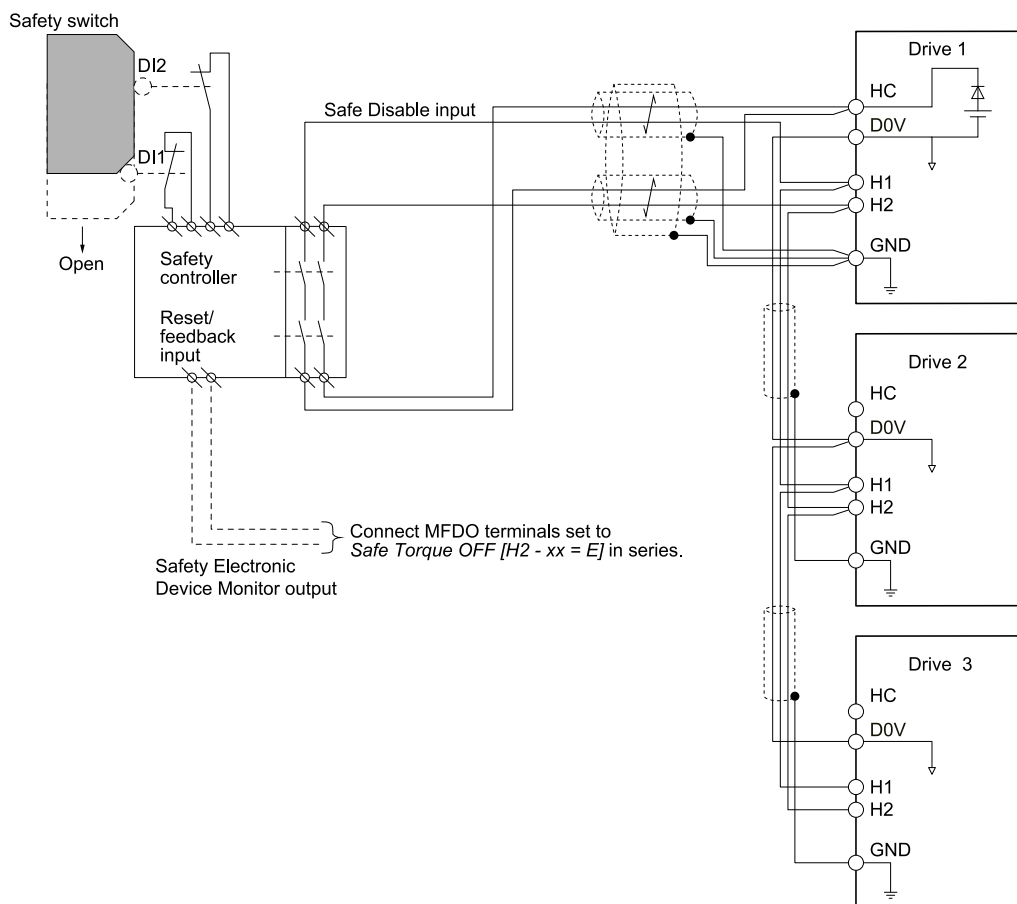 Safety switch
DI2
DI1
Open
Safety
controller
Reset/
feedback
input
Safe Disable input
Connect MFDO terminals set to
Safe Torque OFF [H2 - xx = E] in series.
Safety Electronic
Device Monitor output
Drive 1
HC
D0V
H1
H2
GND
Drive 2
HC
D0V
H1
H2
GND
Drive 3
HC
D0V
H1
H2
GND